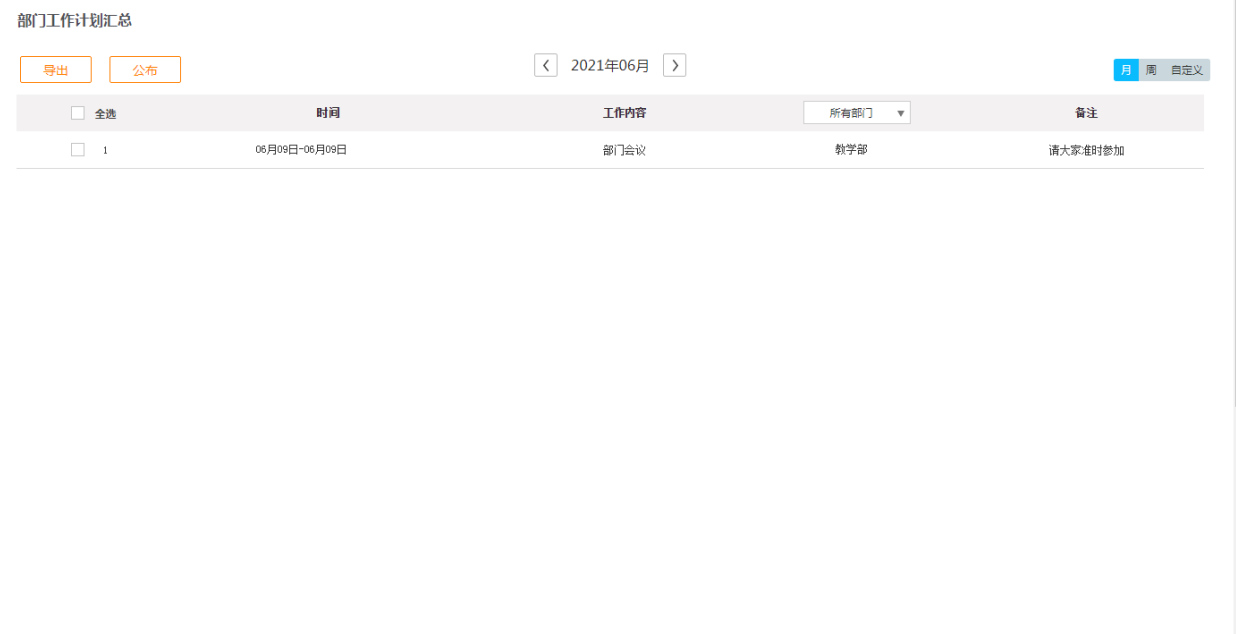 部门工作计划汇总
导出 公布 2021年06月 月 周 自定义
全选 时间 工作内容 所有部门 备注
1 06月09日-06月09日 部门会议 教学部 请大家准时参加